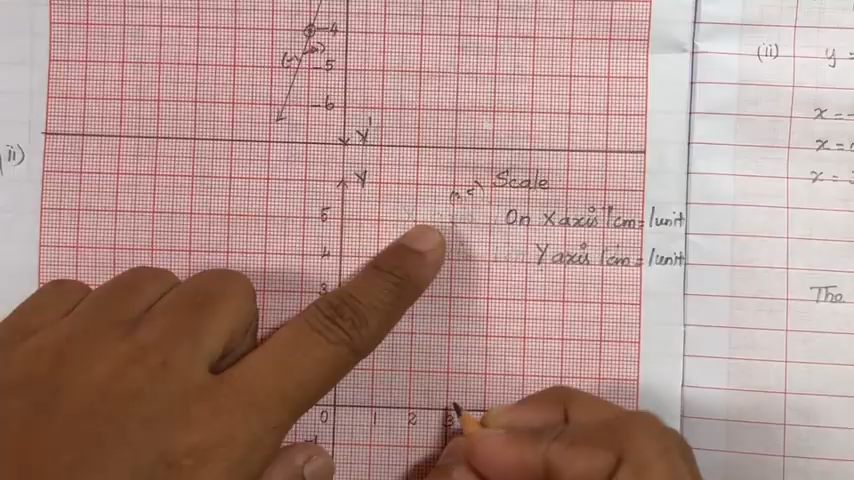 -4
-5
-6
Y'
ii)
Y
Scale
5
On X axis 1cm = 1unit
4
Y axis 1cm = 1unit
3
0 1 2 3
-1
(ii) y =
x =
x =
x =
The